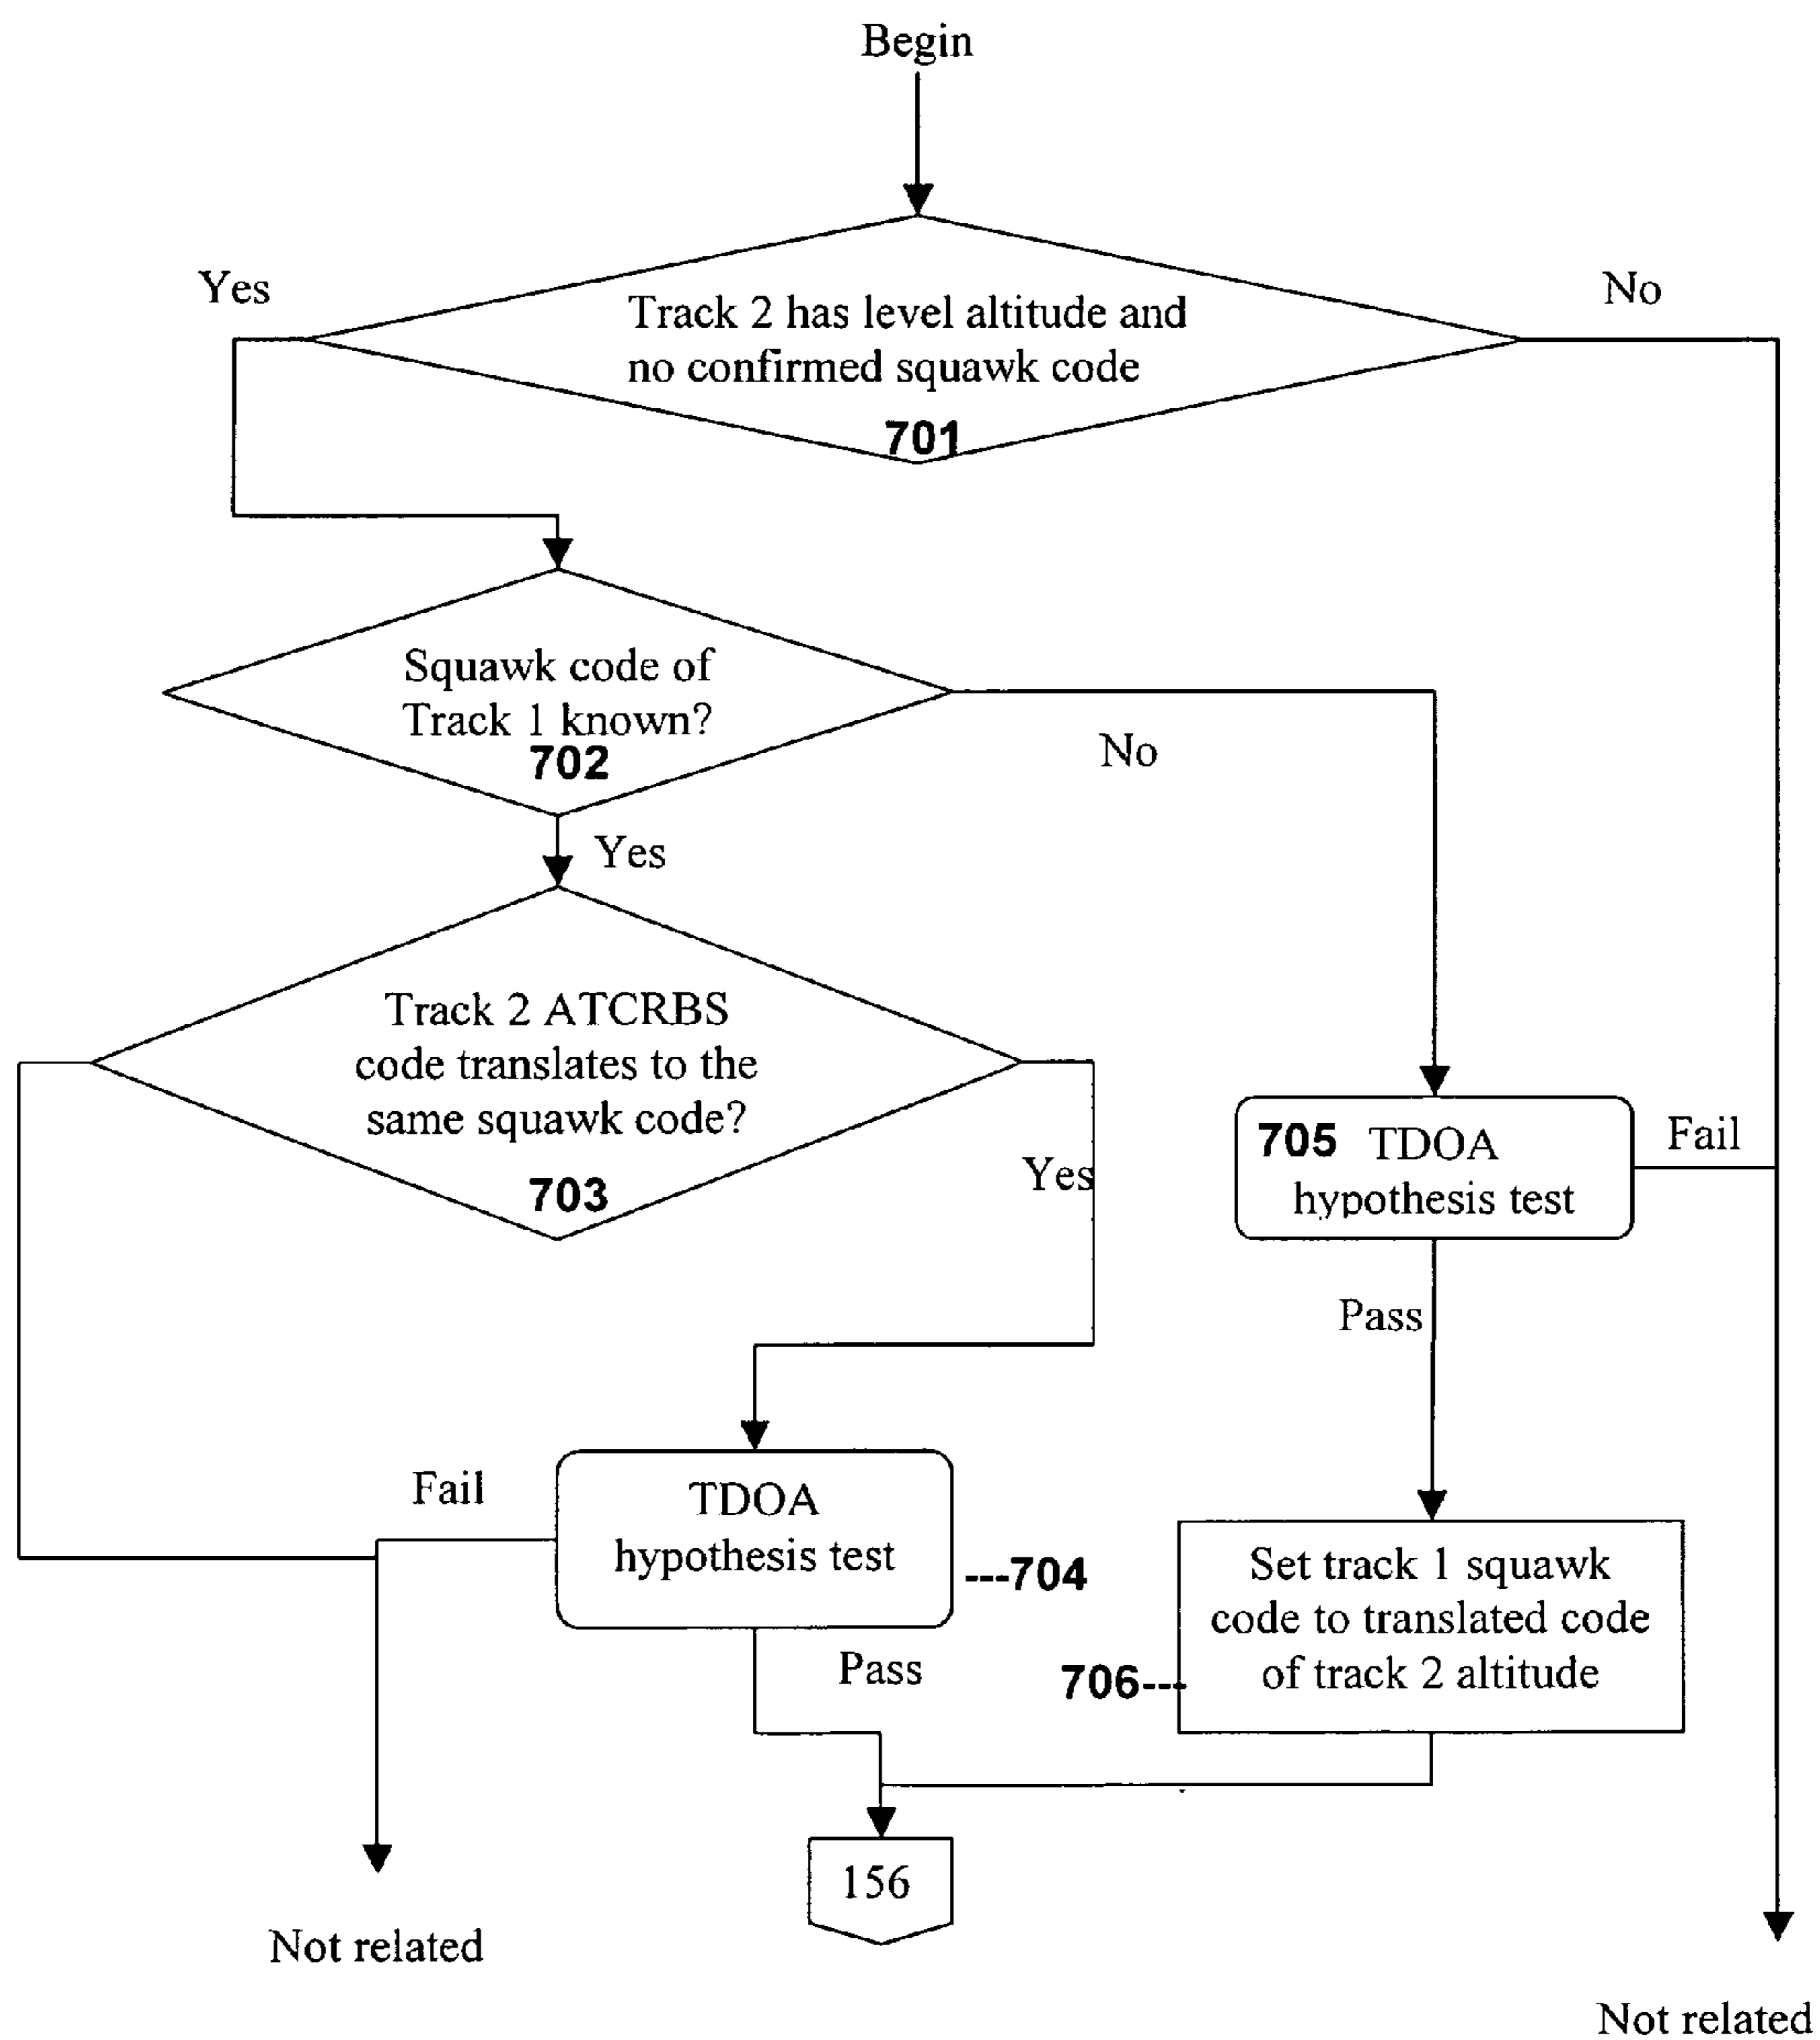 Begin
Yes
No
Track 2 has level altitude and
no confirmed squawk code
701
Squawk code of
Track 1 known?
702
No
Yes
Track 2 ATCRBS
code translates to the
same squawk code?
703
Yes
705 TDOA
hypothesis test
Fail
Pass
Fail
TDOA
hypothesis test
---704
Pass
Set track 1 squawk
code to translated code
of track 2 altitude
706---
156
Not related
Not related